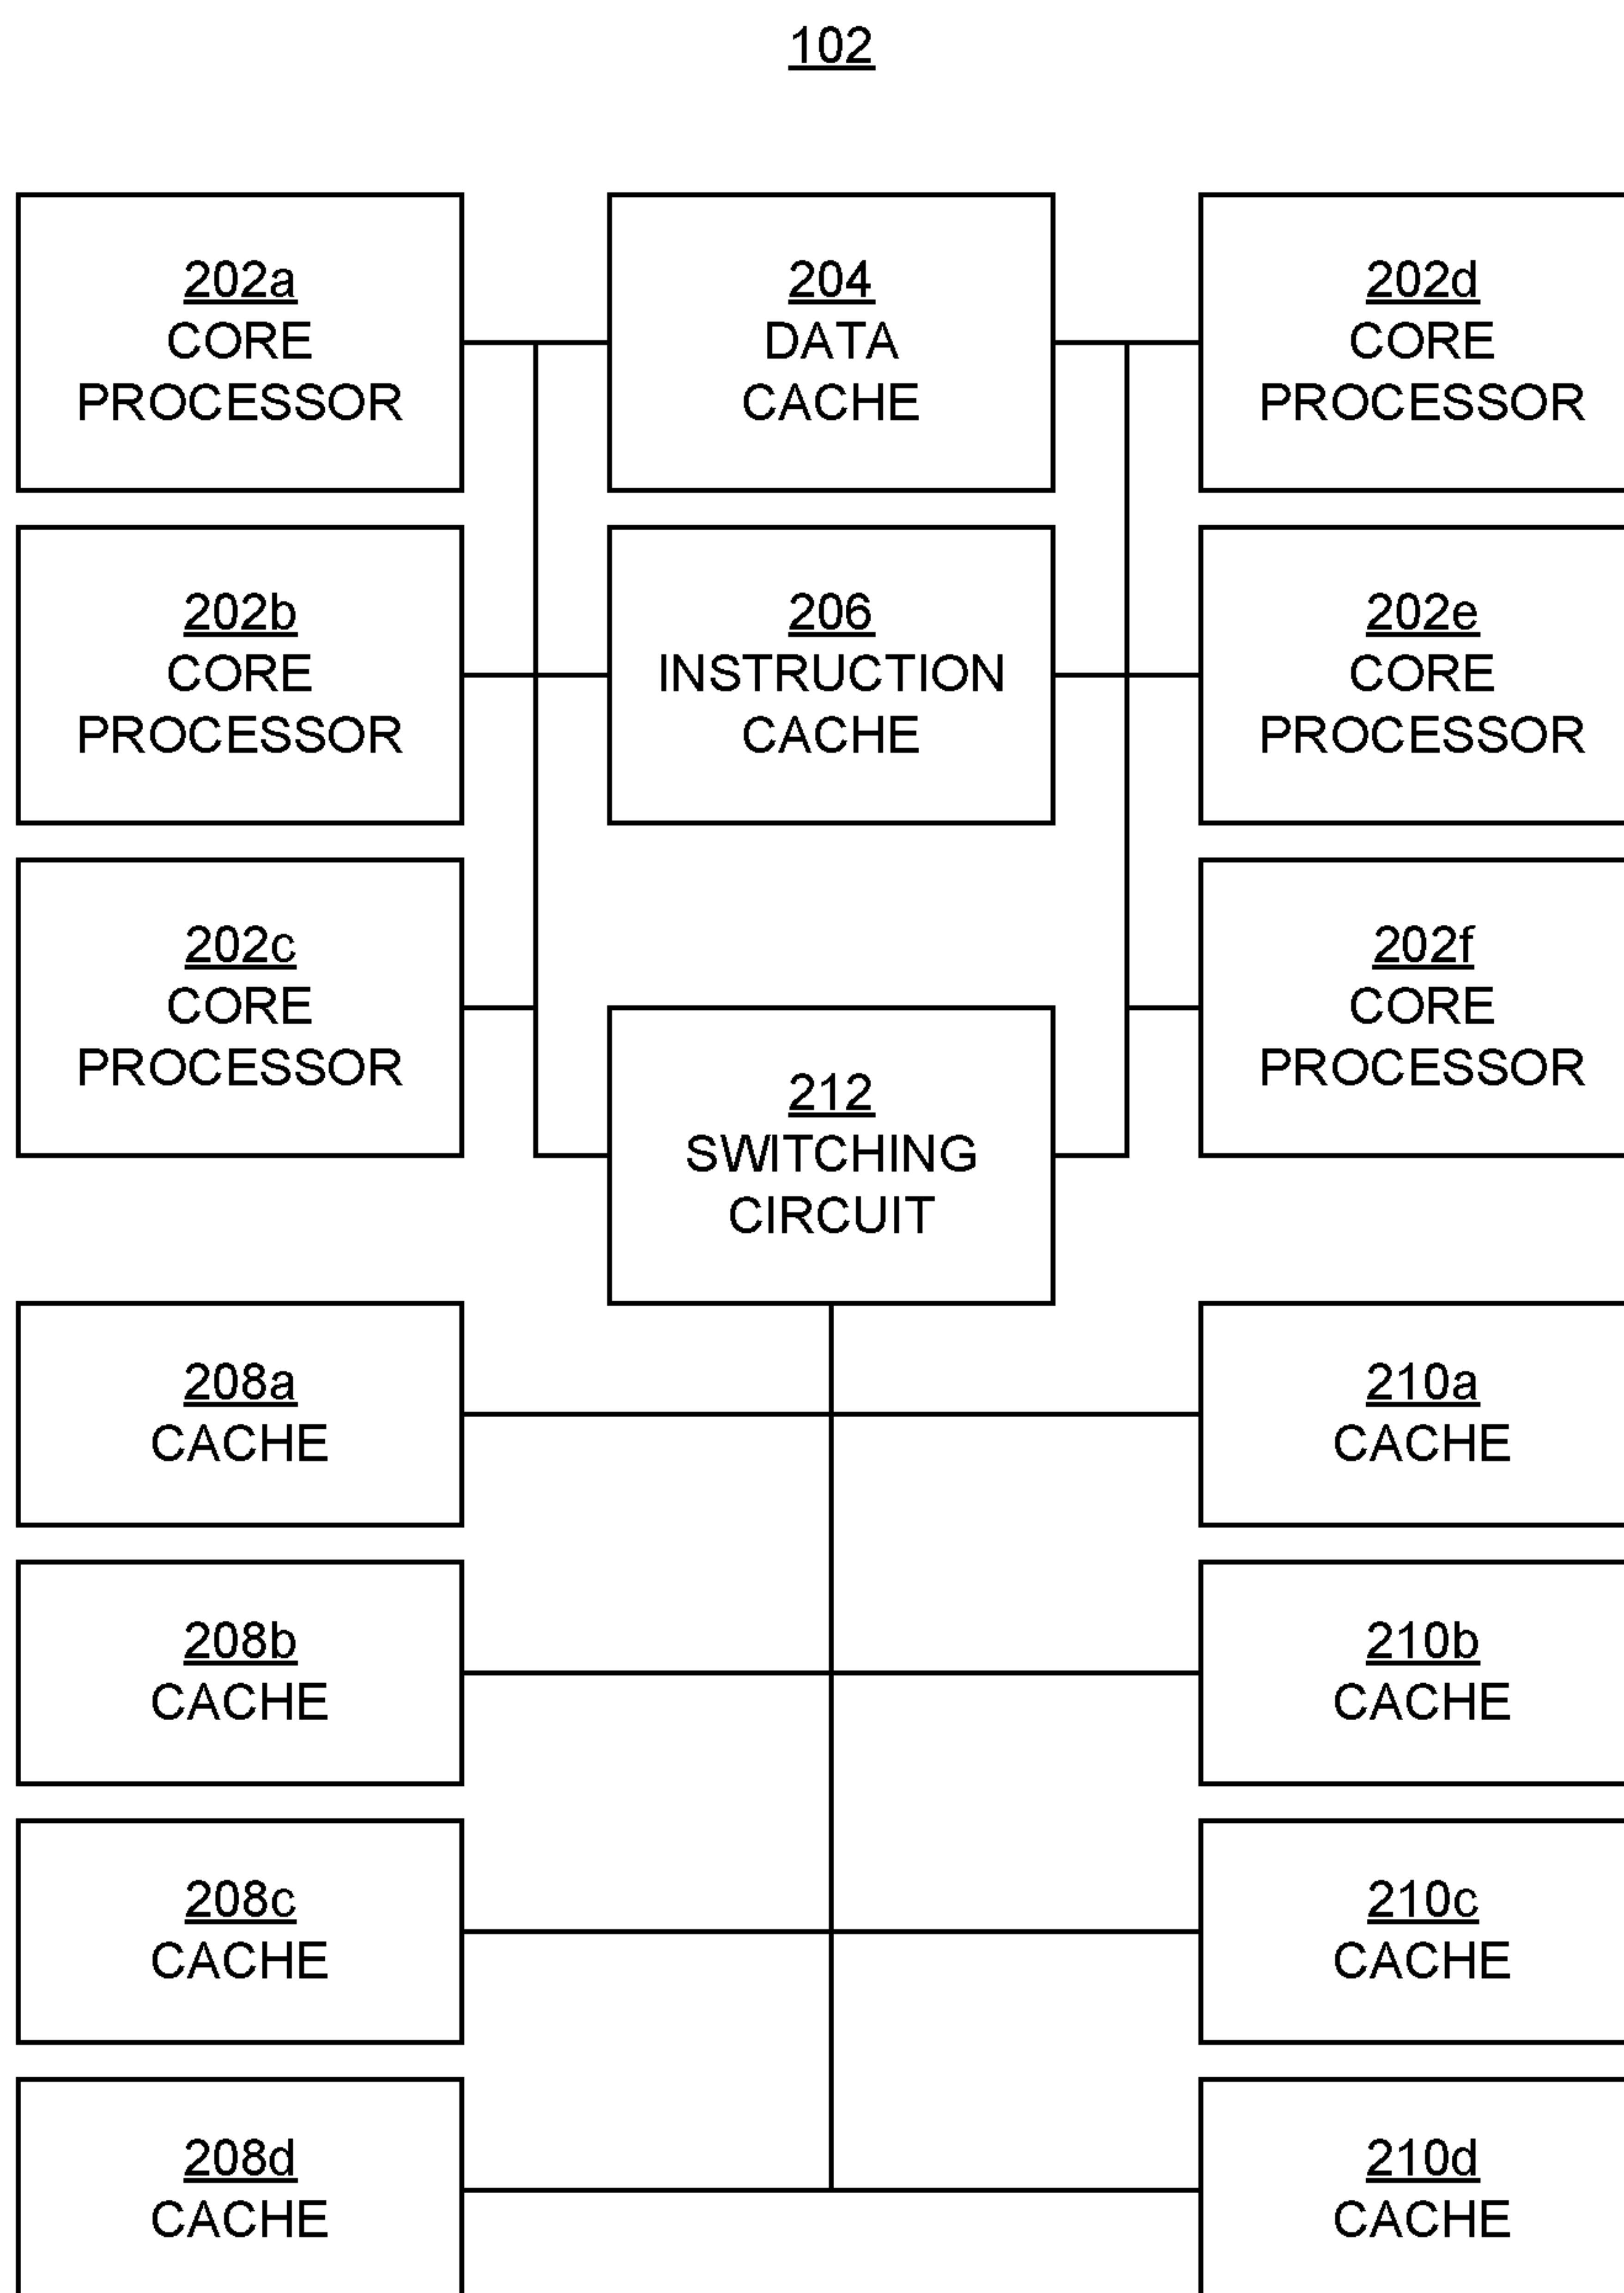 102
202a
CORE
PROCESSOR
204
DATA
CACHE
202d
CORE
PROCESSOR
202b
CORE
PROCESSOR
206
INSTRUCTION
CACHE
202e
CORE
PROCESSOR
202c
CORE
PROCESSOR
202f
CORE
PROCESSOR
212
SWITCHING
CIRCUIT
208a
CACHE
210a
CACHE
208b
CACHE
210b
CACHE
208c
CACHE
210c
CACHE
208d
CACHE
210d
CACHE